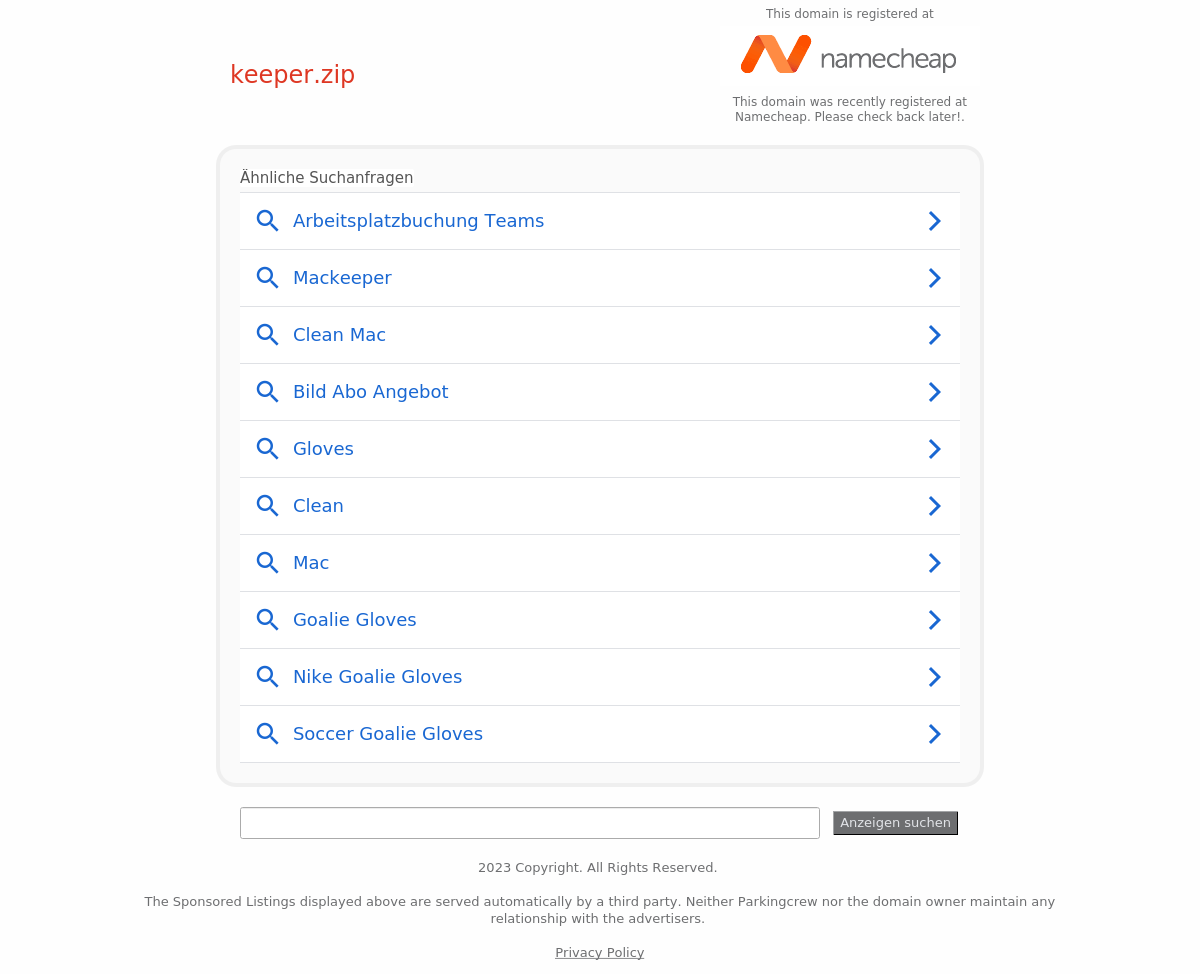 This domain is registered at
namecheap
keeper.zip
This domain was recently registered at
Namecheap. Please check back later!.
Ähnliche Suchanfragen
Arbeitsplatzbuchung Teams
Mackeeper
Clean Mac
Bild Abo Angebot
Gloves
Clean
Mac
Goalie Gloves
Nike Goalie Gloves
Soccer Goalie Gloves
Anzeigen suchen
2023 Copyright. All Rights Reserved.
The Sponsored Listings displayed above are served automatically by a third party. Neither Parkingcrew nor the domain owner maintain any
relationship with the advertisers.
Privacy Policy